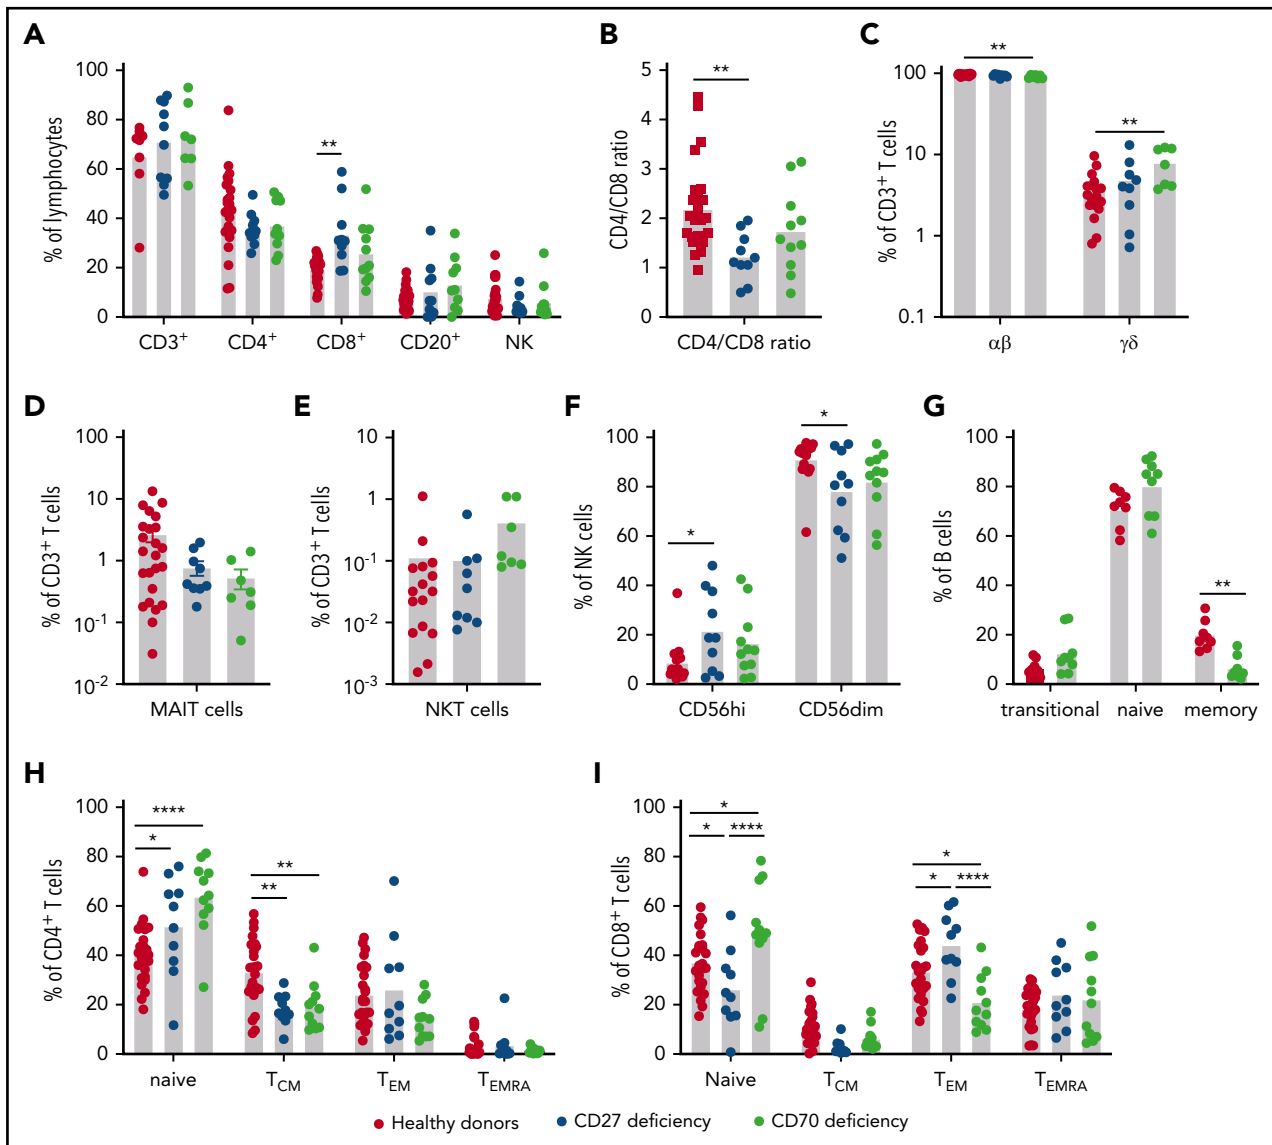 A
% of lymphocytes
100
80
60
40
20
0
**
CD3+
CD4+
CD8+
CD20+
NK
B
CD4/CD8 ratio
5
4
3
2
1
0
**
CD4/CD8 ratio
C
% of CD3+ T cells
100
10
1
0.1
**
**
αβ
γδ
D
% of CD3+ T cells
100
10
1
10-1
10-2
MAIT cells
E
% of CD3+ T cells
10
1
10-1
10-2
10-3
NKT cells
F
% of NK cells
100
80
60
40
20
0
*
*
CD56hi
CD56dim
G
% of B cells
100
80
60
40
20
0
**
transitional
naive
memory
H
% of CD4+ T cells
100
80
60
40
20
0
****
*
**
**
naive
TCM
TEM
TEMRA
I
% of CD8+ T cells
100
80
60
40
20
0
*
*
****
*
*
****
Naive
TCM
TEM
TEMRA
Healthy donors
CD27 deficiency
CD70 deficiency